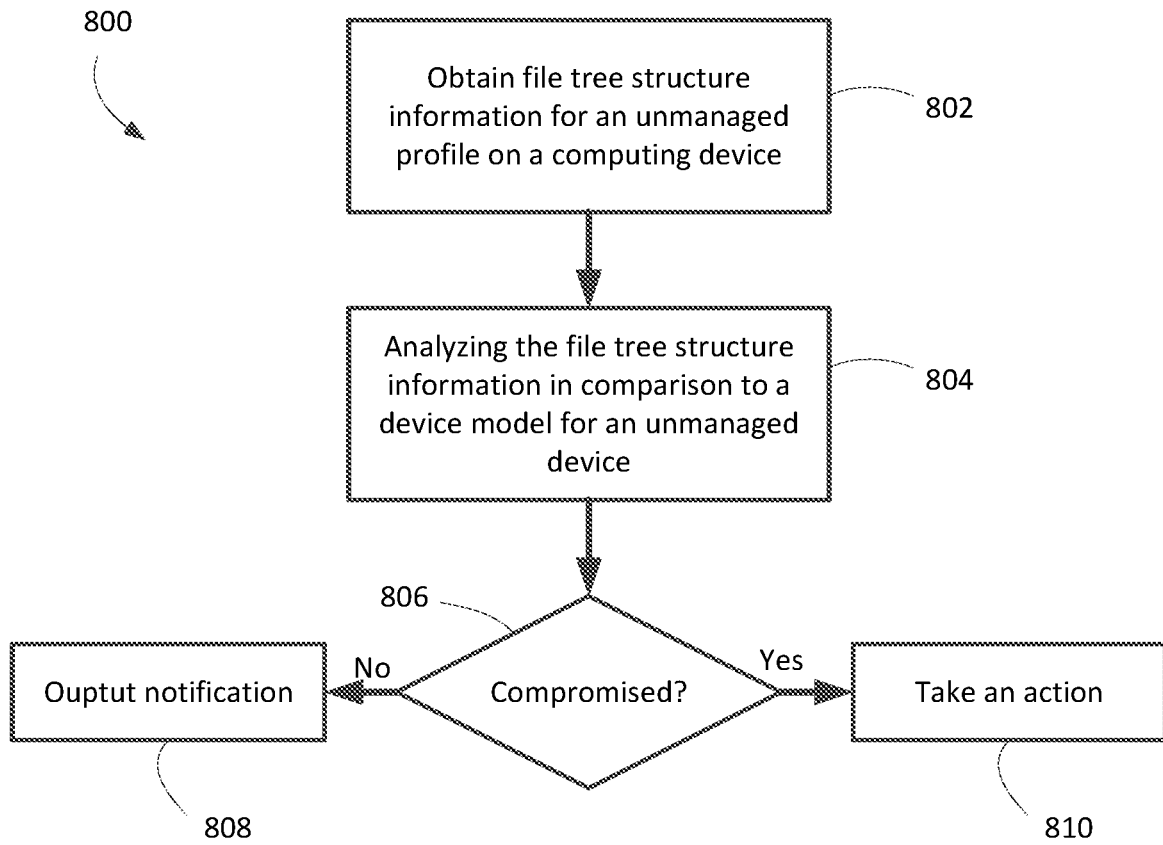 800
Obtain file tree structure
information for an unmanaged
profile on a computing device
802
Analyzing the file tree structure
information in comparison to a
device model for an unmanaged
device
804
806
No
Yes
Ouptut notification
Compromised?
Take an action
808
810